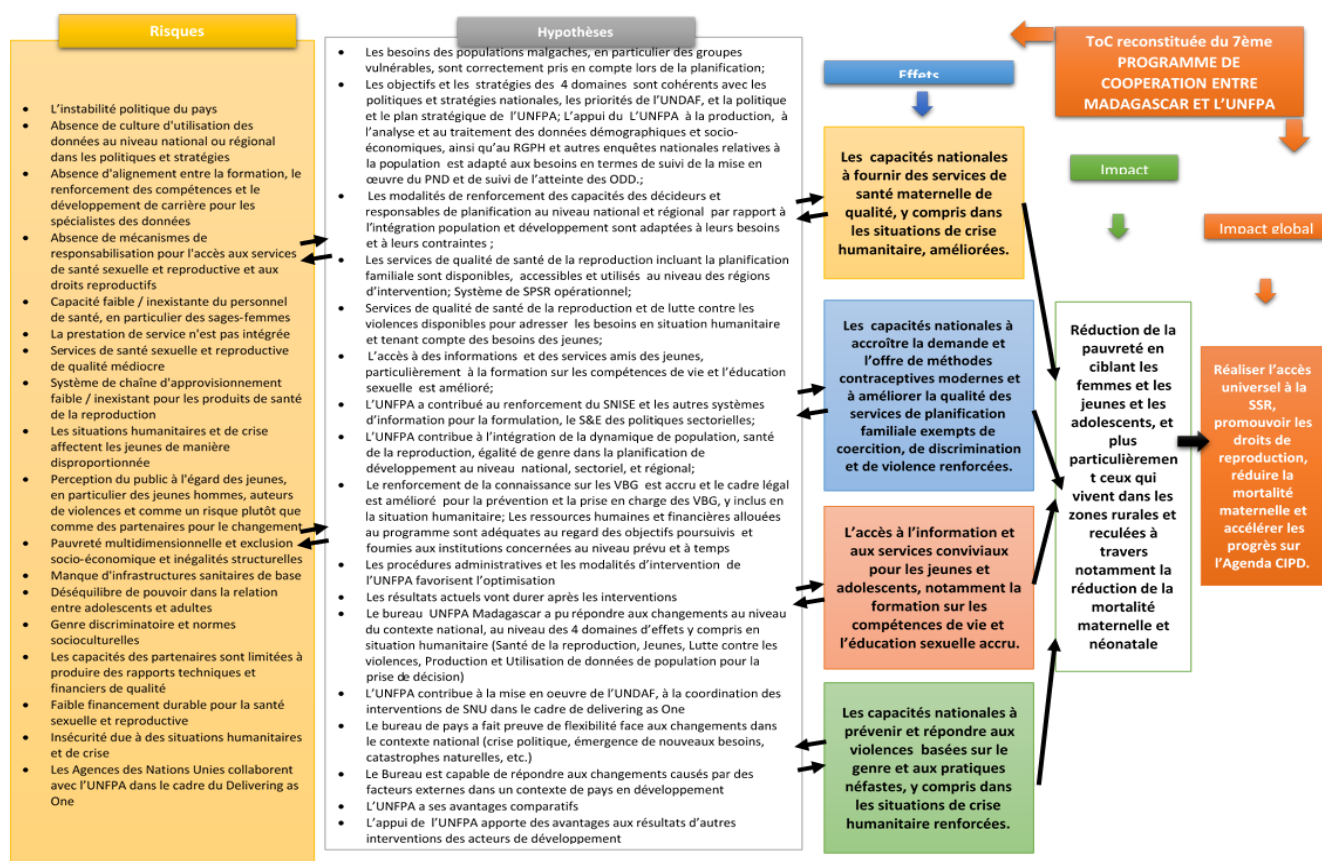 Risques
• L'instabilité politique du pays
• Absence de culture d'utilisation des
données au niveau national ou régional
dans les politiques et stratégies
• Absence d'alignement entre la formation, le
renforcement des compétences et le
développement de carrière pour les
spécialistes des données
• Absence de mécanismes de
responsabilisation pour l'accès aux services
de santé sexuelle et reproductive et aux
droits reproductifs
• Capacité faible / inexistante du personnel
de santé, en particulier des sages-femmes
• La prestation de service n'est pas intégrée
• Services de santé sexuelle et reproductive
de qualité médiocre
• Système de chaîne d'approvisionnement
faible / inexistant pour les produits de santé
de la reproduction
• Les situations humanitaires et de crise
affectent les jeunes de manière
disproportionnée
• Perception du public à l'égard des jeunes,
en particulier des jeunes hommes, auteurs
de violences et comme un risque plutôt que
comme des partenaires pour le changement
• Pauvreté multidimensionnelle et exclusion
socio-économique et inégalités structurelles
• Manque d'infrastructures sanitaires de base
• Déséquilibre de pouvoir dans la relation
entre adolescents et adultes
• Genre discriminatoire et normes
socioculturelles
• Les capacités des partenaires sont limitées à
produire des rapports techniques et
financiers de qualité
• Faible financement durable pour la santé
sexuelle et reproductive
• Insécurité due à des situations humanitaires
et de crise
• Les Agences des Nations Unies collaborent
avec l'UNFPA dans le cadre du Delivering as
One
Hypothèses
• Les besoins des populations malgaches, en particulier des groupes
vulnérables, sont correctement pris en compte lors de la planification;
• Les objectifs et les stratégies des 4 domaines sont cohérents avec les
politiques et stratégies nationales, les priorités de l'UNDAF, et la politique
et le plan stratégique de l'UNFPA; L'appui du L'UNFPA à la production, à
l'analyse et au traitement des données démographiques et socio-
économiques, ainsi qu'au RGPH et autres enquêtes nationales relatives à
la population est adapté aux besoins en termes de suivi de la mise en
œuvre du PND et de suivi de l'atteinte des ODD.;
• Les modalités de renforcement des capacités des décideurs et
responsables de planification au niveau national et régional par rapport à
l'intégration population et développement sont adaptées à leurs besoins
et à leurs contraintes ;
• Les services de qualité de santé de la reproduction incluant la planification
familiale sont disponibles, accessibles et utilisés au niveau des régions
d'intervention; Système de SPSR opérationnel;
• Services de qualité de santé de la reproduction et de lutte contre les
violences disponibles pour adresser les besoins en situation humanitaire
et tenant compte des besoins des jeunes;
• L'accès à des informations et des services amis des jeunes,
particulièrement à la formation sur les compétences de vie et l'éducation
sexuelle est amélioré;
• L'UNFPA a contribué au renforcement du SNISE et les autres systèmes
d'information pour la formulation, le S&E des politiques sectorielles;
• L'UNFPA contribue à l'intégration de la dynamique de population, santé
de la reproduction, égalité de genre dans la planification de
développement au niveau national, sectoriel, et régional;
• Le renforcement de la connaissance sur les VBG est accru et le cadre légal
est amélioré pour la prévention et la prise en charge des VBG, y inclus en
la situation humanitaire; Les ressources humaines et financières allouées
au programme sont adéquates au regard des objectifs poursuivis et
fournies aux institutions concernées au niveau prévu et à temps
• Les procédures administratives et les modalités d'intervention de
l'UNFPA favorisent l'optimisation
• Les résultats actuels vont durer après les interventions
• Le bureau UNFPA Madagascar a pu répondre aux changements au niveau
du contexte national, au niveau des 4 domaines d'effets y compris en
situation humanitaire (Santé de la reproduction, Jeunes, Lutte contre les
violences, Production et Utilisation de données de population pour la
prise de décision)
• L'UNFPA contribue à la mise en oeuvre de l'UNDAF, à la coordination des
interventions de SNU dans le cadre de delivering as One
• Le bureau de pays a fait preuve de flexibilité face aux changements dans
le contexte national (crise politique, émergence de nouveaux besoins,
catastrophes naturelles, etc.)
• Le Bureau est capable de répondre aux changements causés par des
facteurs externes dans un contexte de pays en développement
• L'UNFPA a ses avantages comparatifs
• L'appui de l'UNFPA apporte des avantages aux résultats d'autres
interventions des acteurs de développement
Effets
Les capacités nationales
à fournir des services de
santé maternelle de
qualité, y compris dans
les situations de crise
humanitaire, améliorées.
Les capacités nationales à
accroître la demande et
l'offre de méthodes
contraceptives modernes et
à améliorer la qualité des
services de planification
familiale exempts de
coercition, de discrimination
et de violence renforcées.
L'accès à l'information et
aux services conviviaux
pour les jeunes et
adolescents, notamment la
formation sur les
compétences de vie et
l'éducation sexuelle accru.
Les capacités nationales à
prévenir et répondre aux
violences basées sur le
genre et aux pratiques
néfastes, y compris dans
les situations de crise
humanitaire renforcées.
ToC reconstituée du 7ème
PROGRAMME DE
COOPERATION ENTRE
MADAGASCAR ET L'UNFPA
Impact
Réduction de la
pauvreté en
ciblant les
femmes et les
jeunes et les
adolescents, et
plus
particulièremen
t ceux qui
vivent dans les
zones rurales et
reculées à
travers
notamment la
réduction de la
mortalité
maternelle et
néonatale
Impact global
Réaliser l'accès
universel à la
SSR,
promouvoir les
droits de
reproduction,
réduire la
mortalité
maternelle et
accélérer les
progrès sur
l'Agenda CIPD.